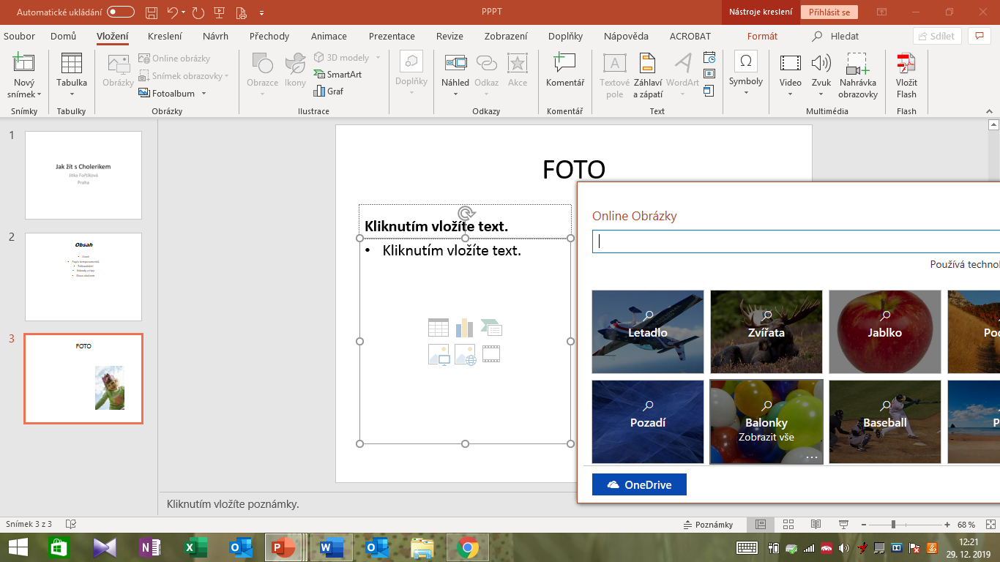 Automatické ukládání
PPPT
Nástroje kreslení
Přihlásit se
Soubor Domů Vložení Kreslení Návrh Přechody Animace Prezentace Revize Zobrazení Doplňky Nápověda ACROBAT Formát Hledat Sdílet
Nový snímek
Tabulka
Obrázky
Online obrázky
Snímek obrazovky
Fotoalbum
Obrazce
Ikony
3D modely
SmartArt
Graf
Doplňky
Náhled
Odkaz
Akce
Komentář
Textové pole
Záhlaví a zápatí
WordArt
Symboly
Video
Zvuk
Nahrávka obrazovky
Vložit Flash
Snímky Tabulky Obrázky Ilustrace Odkazy Komentář Text Multimédia Flash
1
Jak žít s Cholerikem
Jitka Fořtíková
Praha
2
Obsah
• Úvod
• Popis temperamentů
3
FOTO
FOTO
Kliknutím vložíte text.
• Kliknutím vložíte text.
Online Obrázky
Používá technol
Letadlo
Zvířata
Jablko
Pod
Pozadí
Balonky
Zobrazit vše
...
Baseball
P
OneDrive
Kliknutím vložíte poznámky.
Snímek 3 z 3
Poznámky
68 %
12:21
29. 12. 2019